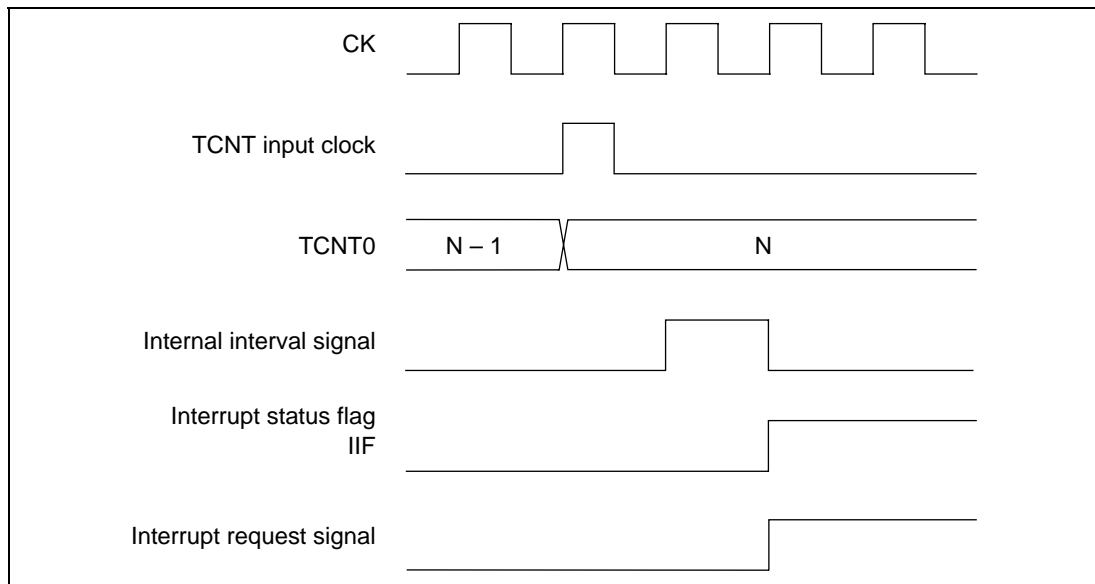 CK
TCNT input clock
TCNT0
N – 1
N
Internal interval signal
Interrupt status flag
IIF
Interrupt request signal